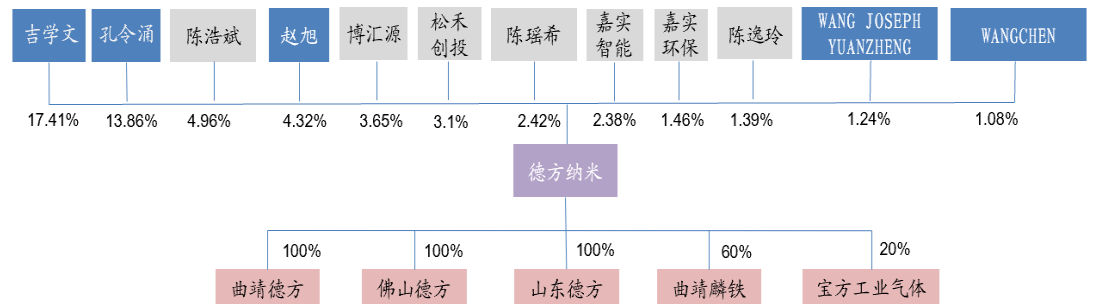 吉学文
孔令涌
陈浩斌
赵旭
博汇源
松禾
创投
陈瑶希
嘉实
智能
嘉实
环保
陈逸玲
WANG JOSEPH
YUANZHENG
WANGCHEN
17.41%
13.86%
4.96%
4.32%
3.65%
3.1%
2.42%
2.38%
1.46%
1.39%
1.24%
1.08%
德方纳米
100%
100%
100%
60%
20%
曲靖德方
佛山德方
山东德方
曲靖麟铁
宝方工业气体